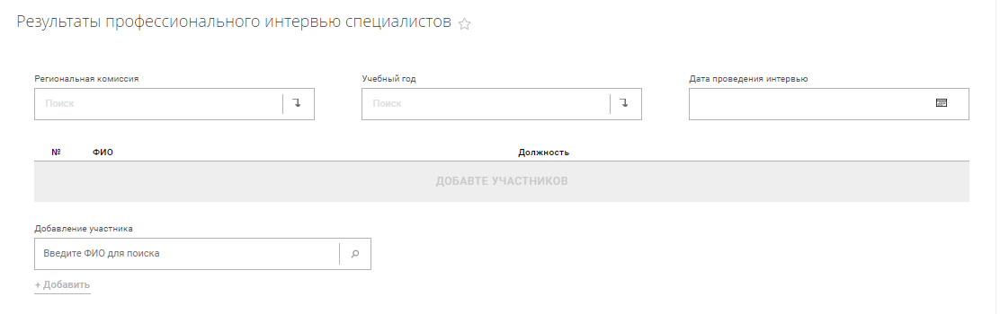 Результаты профессионального интервью специалистов
Региональная комиссия Учебный год Дата проведения интервью
Поиск Поиск
№ ФИО Должность
ДОБАВТЕ УЧАСТНИКОВ
Добавление участника
Введите ФИО для поиска
+ Добавить